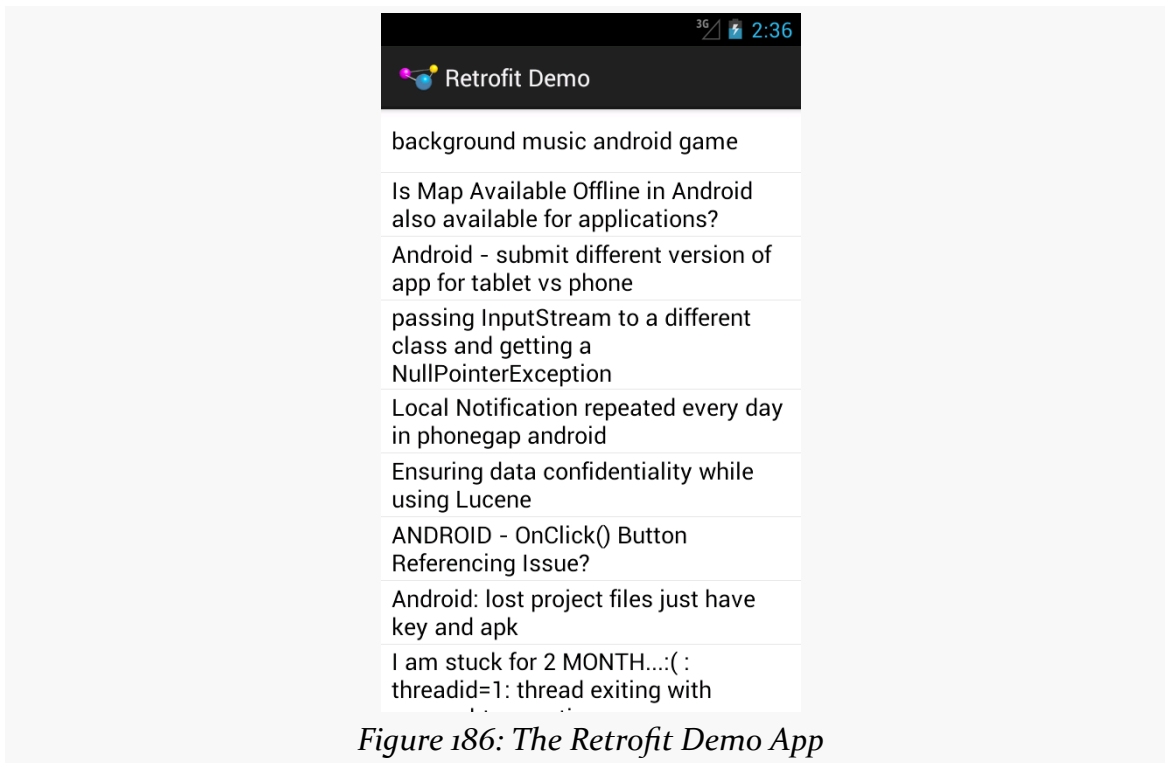 3G 2:36
Retrofit Demo
background music android game
Is Map Available Offline in Android
also available for applications?
Android - submit different version of
app for tablet vs phone
passing InputStream to a different
class and getting a
NullPointerException
Local Notification repeated every day
in phonegap android
Ensuring data confidentiality while
using Lucene
ANDROID - OnClick() Button
Referencing Issue?
Android: lost project files just have
key and apk
I am stuck for 2 MONTH...:( :
threadid=1: thread exiting with
Figure 186: The Retrofit Demo App